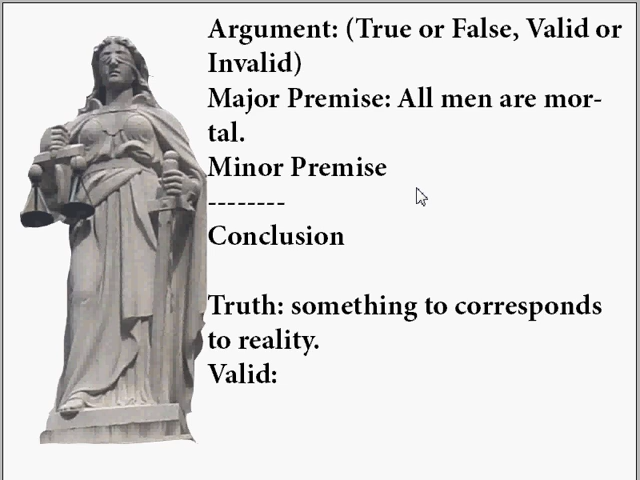 Argument: (True or False, Valid or
Invalid)
Major Premise: All men are mor-
tal.
Minor Premise
--------
Conclusion
Truth: something to corresponds
to reality.
Valid: